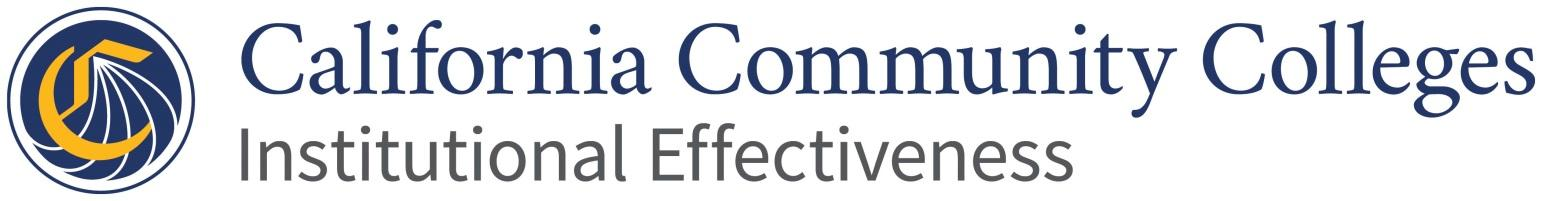 California Community Colleges
Institutional Effectiveness